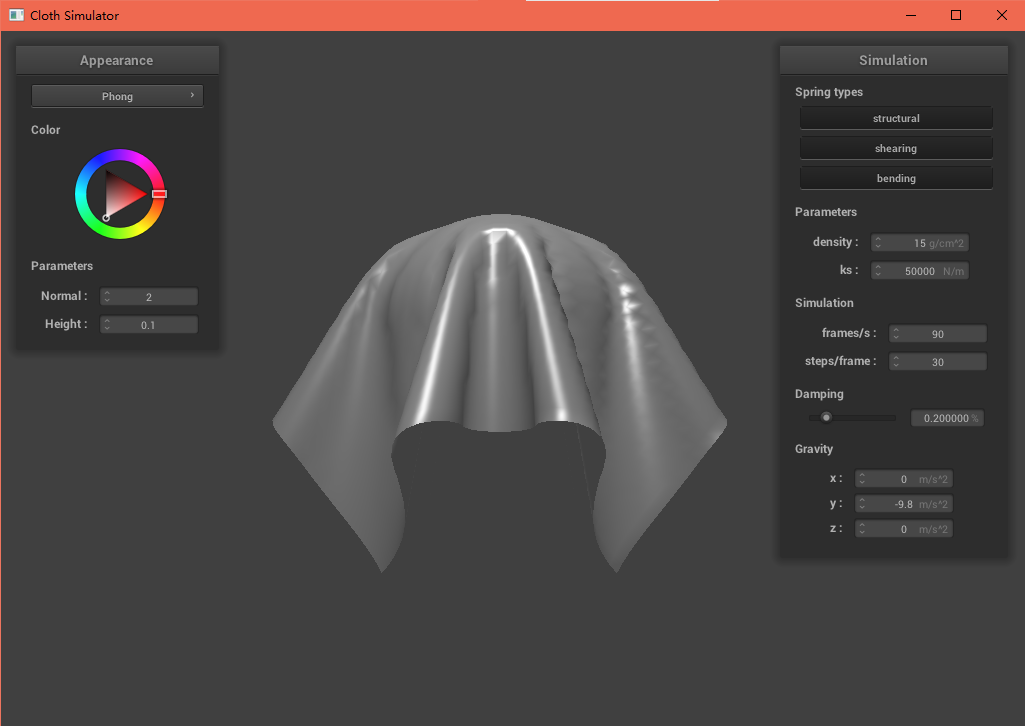 Cloth Simulator
Appearance
Phong
Color
Parameters
Normal : 2
Height : 0.1
Simulation
Spring types
structural
shearing
bending
Parameters
density : 15 g/cm^2
ks : 50000 N/m
Simulation
frames/s : 90
steps/frame : 30
Damping
0.200000 %
Gravity
x : 0 m/s^2
y : -9.8 m/s^2
z : 0 m/s^2